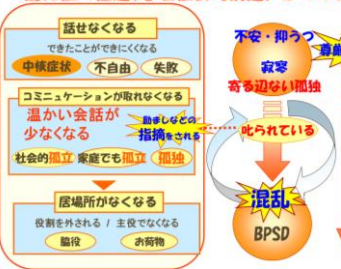 話せなくなる
できたことができにくくなる
中核症状 不自由 失敗
コミニュケーションが取れなくなる
温かい会話が
少なくなる
励ましなどの
指摘をされる
社会的孤立 家庭でも孤立 孤独
居場所がなくなる
役割を外される / 主役でなくなる
脇役 お荷物
不安・抑うつ
尊厳
寂寥
寄る辺ない孤独
叱られている
混乱
BPSD